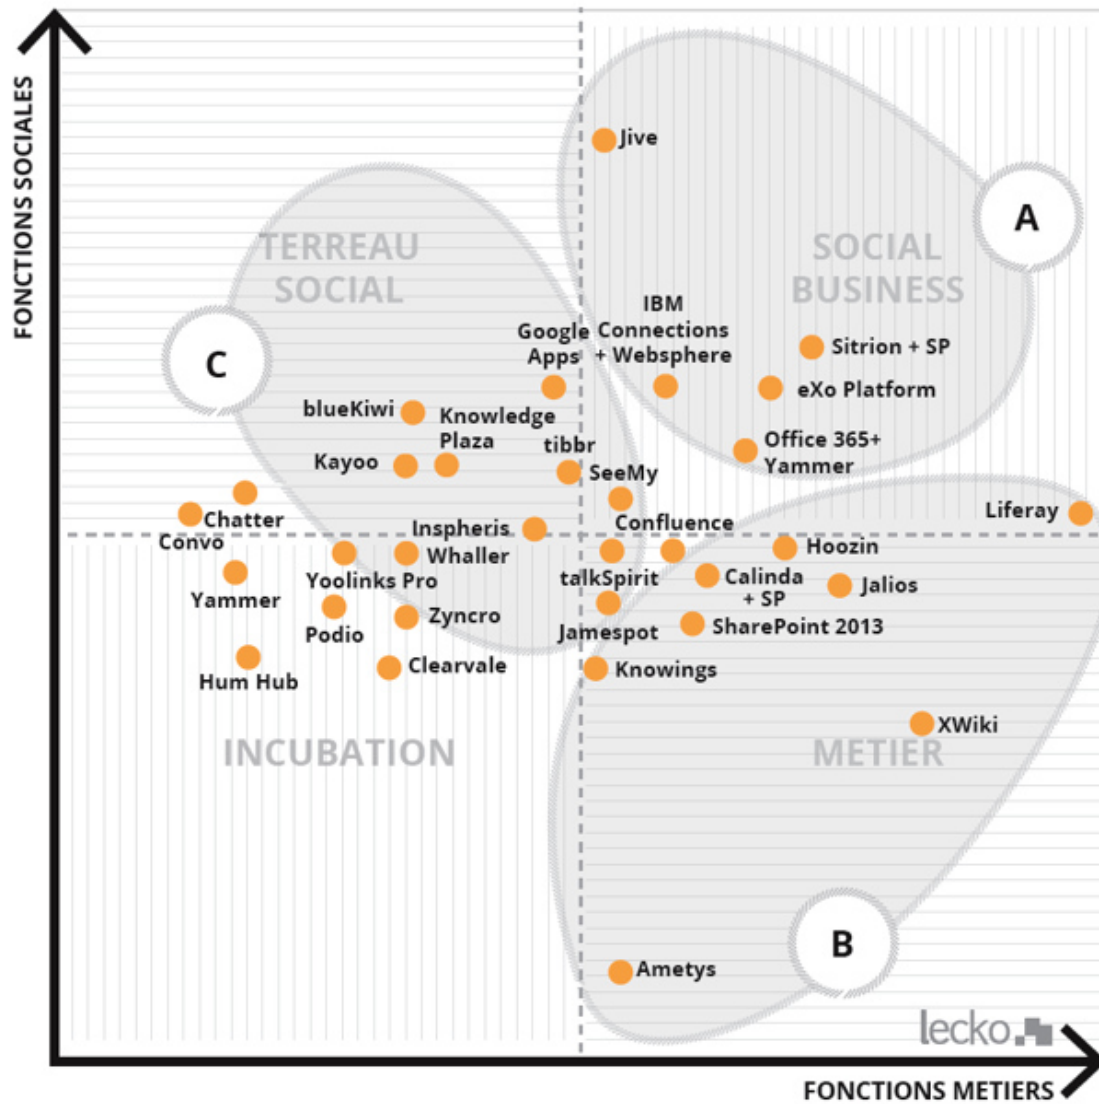 FONCTIONS SOCIALES
Jive
A
TERREAU
SOCIAL
SOCIAL
BUSINESS
C
Google
Apps
IBM
Connections
+ Websphere
Sitrion + SP
eXo Platform
blueKiwi
Knowledge
Plaza
Kayoo
tibbr
Office 365+
Yammer
SeeMy
Chatter
Convo
Inspheris
Confluence
Liferay
Whaller
Hoozin
Yoolinks Pro
talkSpirit
Calinda
+ SP
Jalios
Yammer
Podio
Zyncro
Jamespot
SharePoint 2013
Hum Hub
Clearvale
Knowings
XWiki
INCUBATION
METIER
B
Ametys
lecko
FONCTIONS METIERS